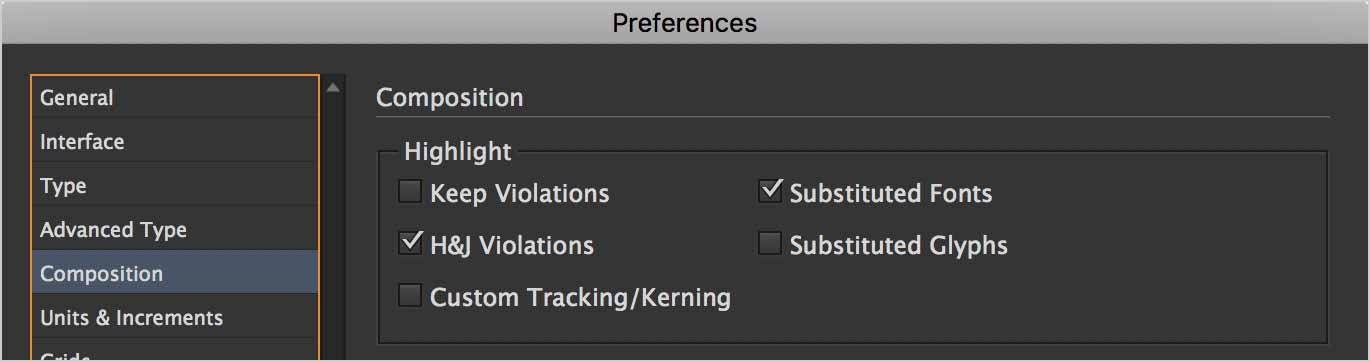 Preferences
General
Interface
Type
Advanced Type
Composition
Units & Increments
Grids
Composition
Highlight
Keep Violations
Substituted Fonts
H&J Violations
Substituted Glyphs
Custom Tracking/Kerning